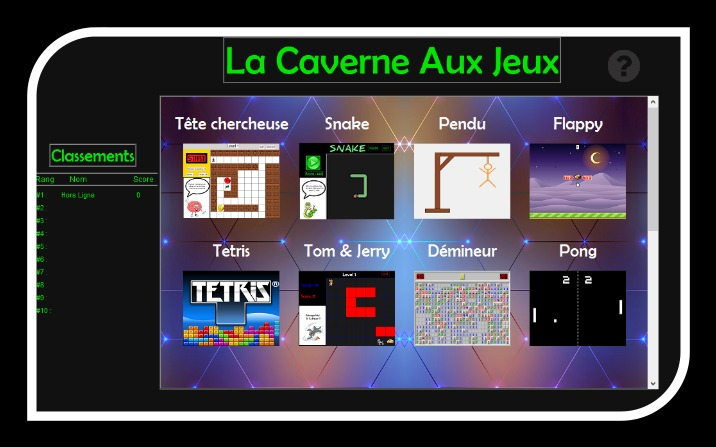 La Caverne Aux Jeux
?
Classements
Rang Nom Score
#1 Hors Ligne 0
#2
#3 :
#4 :
#5 :
#6 :
#7
#8 :
#9 :
#10 :
Tête chercheuse Snake Pendu Flappy
SNAKE
Tetris Tom & Jerry Démineur Pong
TETRIS®
Level 1
2 2